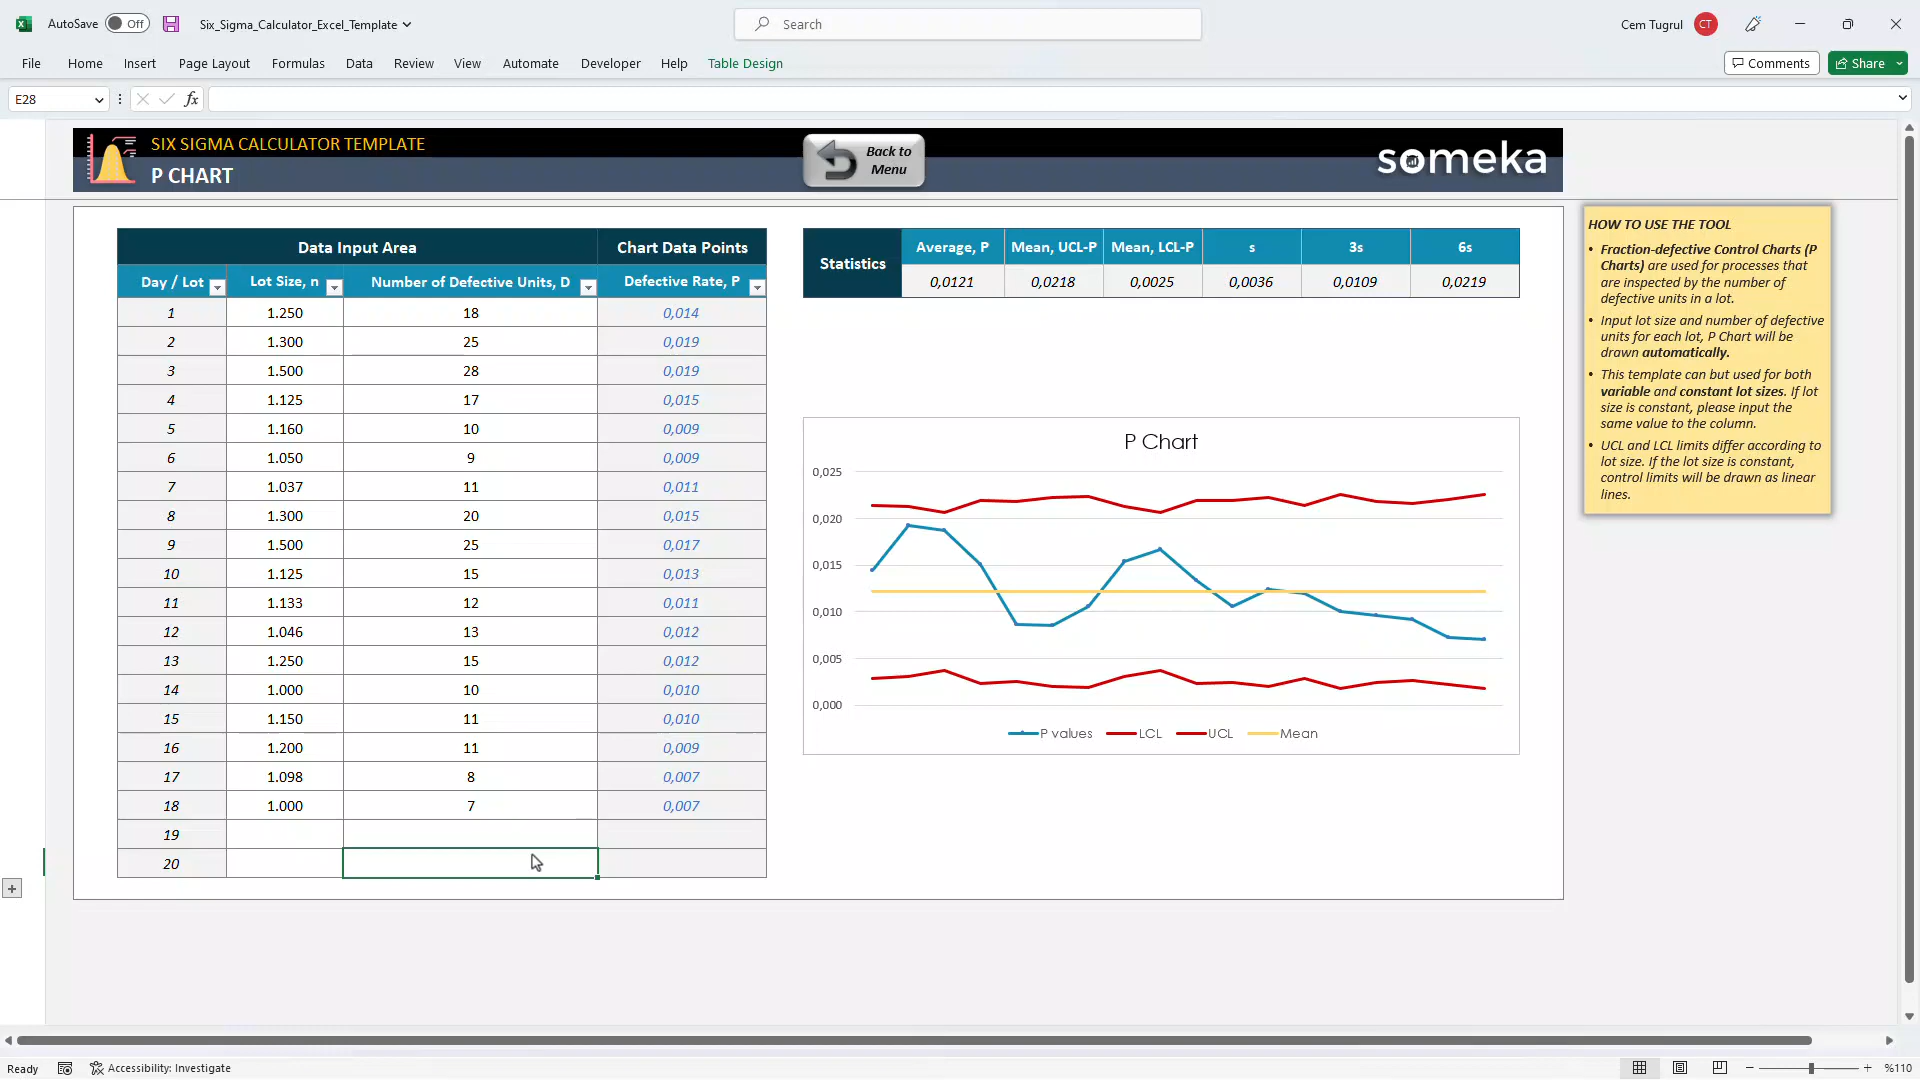 AutoSave Off Six_Sigma_Calculator_Excel_Template Search Cem Tugrul CT
File Home Insert Page Layout Formulas Data Review View Automate Developer Help Table Design Comments Share
E28 fx
SIX SIGMA CALCULATOR TEMPLATE
P CHART
Back to
Menu
someka
Data Input Area Chart Data Points
Day / Lot Lot Size, n Number of Defective Units, D Defective Rate, P
1 1.250 18 0,014
2 1.300 25 0,019
3 1.500 28 0,019
4 1.125 17 0,015
5 1.160 10 0,009
6 1.050 9 0,009
7 1.037 11 0,011
8 1.300 20 0,015
9 1.500 25 0,017
10 1.125 15 0,013
11 1.133 12 0,011
12 1.046 13 0,012
13 1.250 15 0,012
14 1.000 10 0,010
15 1.150 11 0,010
16 1.200 11 0,009
17 1.098 8 0,007
18 1.000 7 0,007
19
20
Statistics
Average, P Mean, UCL-P Mean, LCL-P s 3s 6s
0,0121 0,0218 0,0025 0,0036 0,0109 0,0219
P Chart
0,025
0,020
0,015
0,010
0,005
0,000
P values LCL UCL Mean
HOW TO USE THE TOOL
• Fraction-defective Control Charts (P
Charts) are used for processes that
are inspected by the number of
defective units in a lot.
• Input lot size and number of defective
units for each lot, P Chart will be
drawn automatically.
• This template can but used for both
variable and constant lot sizes. If lot
size is constant, please input the
same value to the column.
• UCL and LCL limits differ according to
lot size. If the lot size is constant,
control limits will be drawn as linear
lines.
Ready Accessibility: Investigate %110